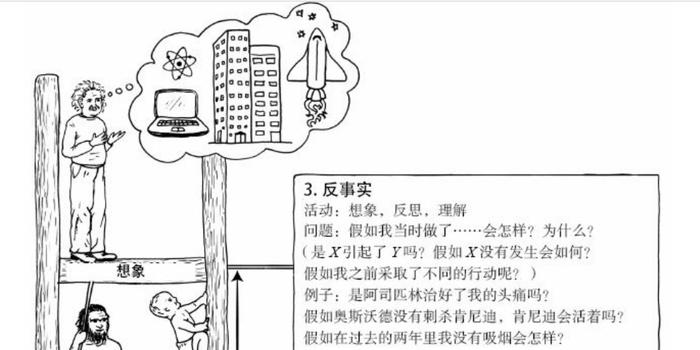 3. 反事实
活动：想象，反思，理解
问题：假如我当时做了……会怎样？为什么？
（是 X 引起了 Y 吗？假如 X 没有发生会如何？
假如我之前采取了不同的行动呢？）
例子：是阿司匹林治好了我的头痛吗？
假如奥斯沃德没有刺杀肯尼迪，肯尼迪会活着吗？
假如在过去的两年里我没有吸烟会怎样？
想象